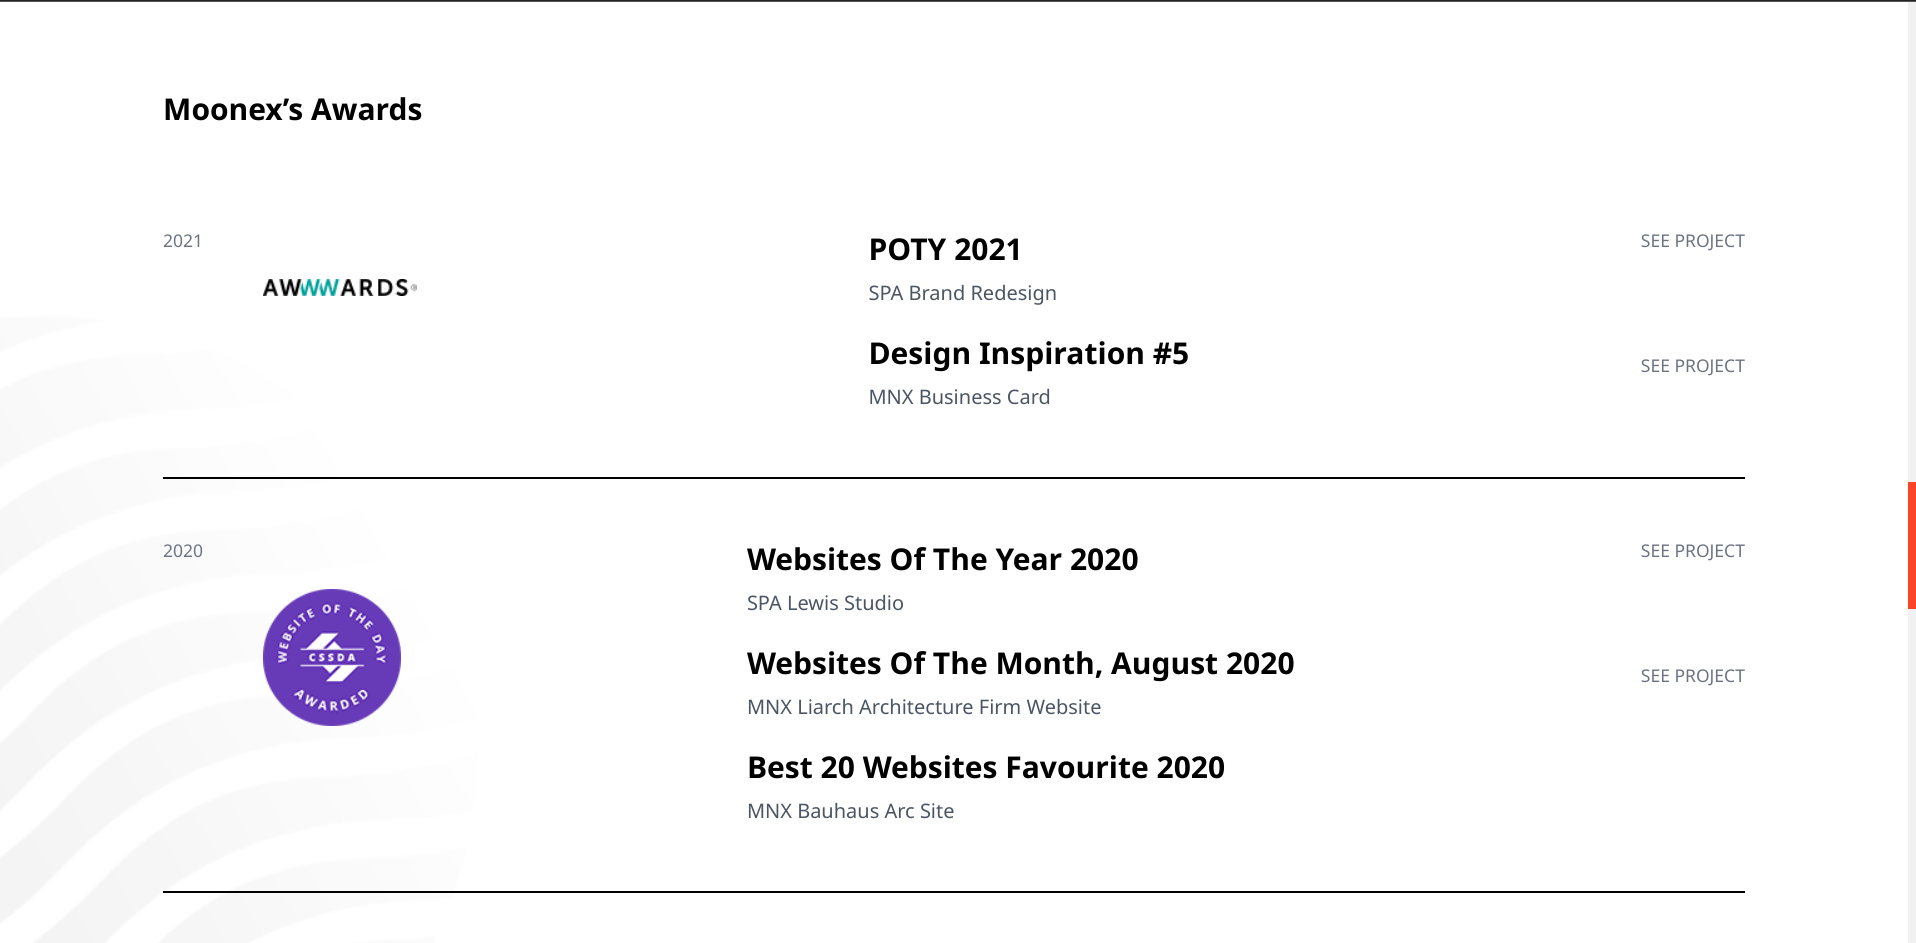 Moonex’s Awards
2021
AWWWARDS®
POTY 2021
SPA Brand Redesign
SEE PROJECT
Design Inspiration #5
MNX Business Card
SEE PROJECT
2020
WEBSITE OF THE DAY
CSSDA
AWARDED
Websites Of The Year 2020
SPA Lewis Studio
SEE PROJECT
Websites Of The Month, August 2020
MNX Liarch Architecture Firm Website
SEE PROJECT
Best 20 Websites Favourite 2020
MNX Bauhaus Arc Site